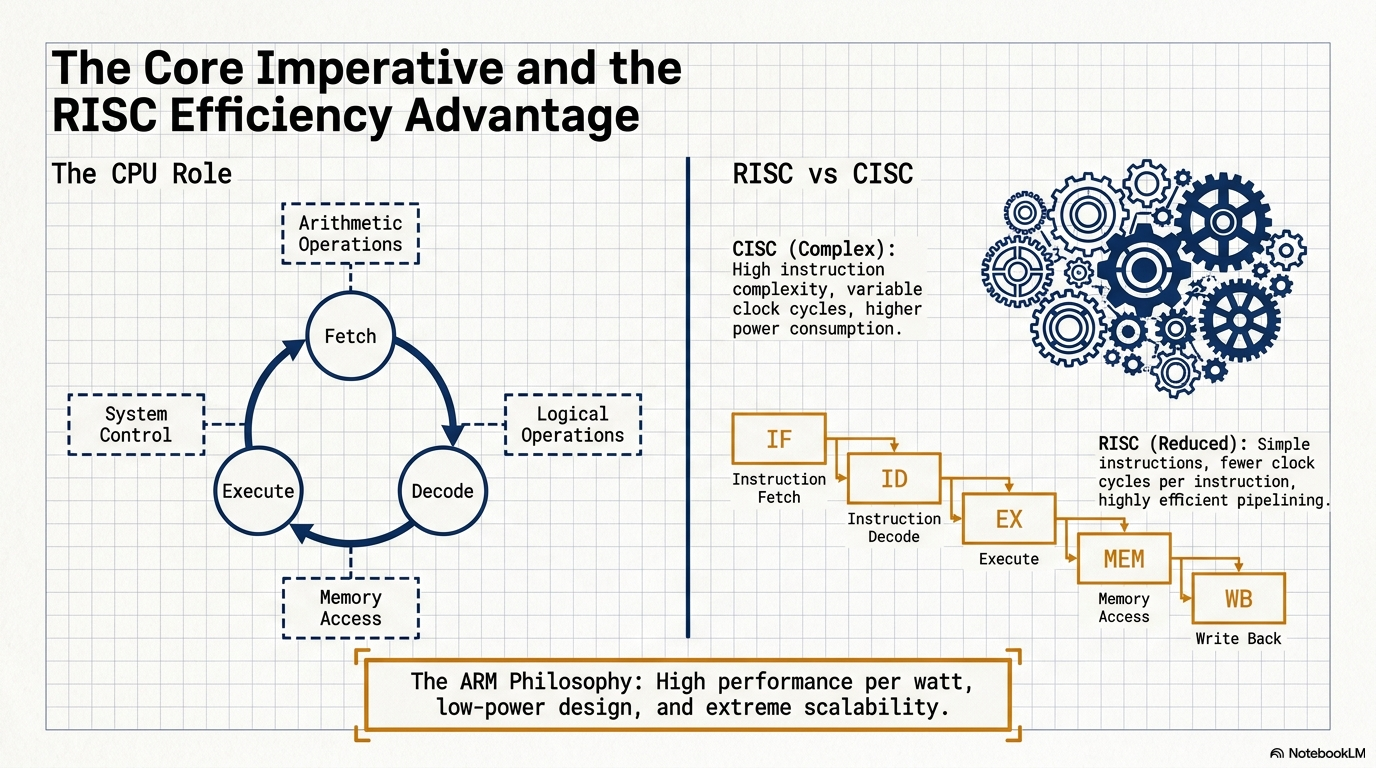 The Core Imperative and the
RISC Efficiency Advantage
The CPU Role
Arithmetic
Operations
Fetch
System
Control
Logical
Operations
Execute
Decode
Memory
Access
RISC vs CISC
CISC (Complex):
High instruction
complexity, variable
clock cycles, higher
power consumption.
IF
Instruction
Fetch
ID
Instruction
Decode
EX
Execute
MEM
Memory
Access
WB
Write Back
RISC (Reduced): Simple
instructions, fewer clock
cycles per instruction,
highly efficient pipelining.
The ARM Philosophy: High performance per watt,
low-power design, and extreme scalability.
NotebookLM